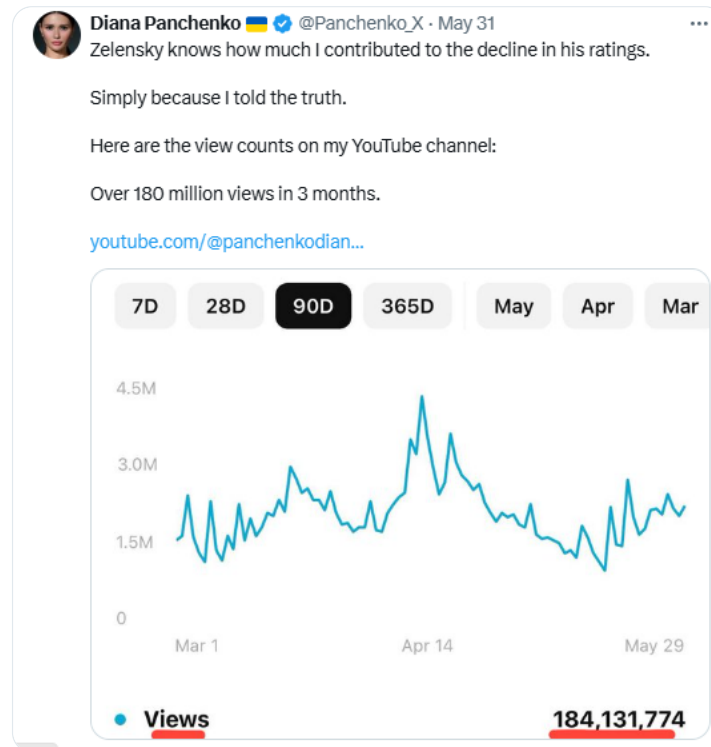 Diana Panchenko 🇺🇦 @Panchenko_X · May 31
Zelensky knows how much I contributed to the decline in his ratings.
Simply because I told the truth.
Here are the view counts on my YouTube channel:
Over 180 million views in 3 months.
youtube.com/@panchenkodian...
7D 28D 90D 365D May Apr Mar
4.5M
3.0M
1.5M
0
Mar 1 Apr 14 May 29
Views 184,131,774